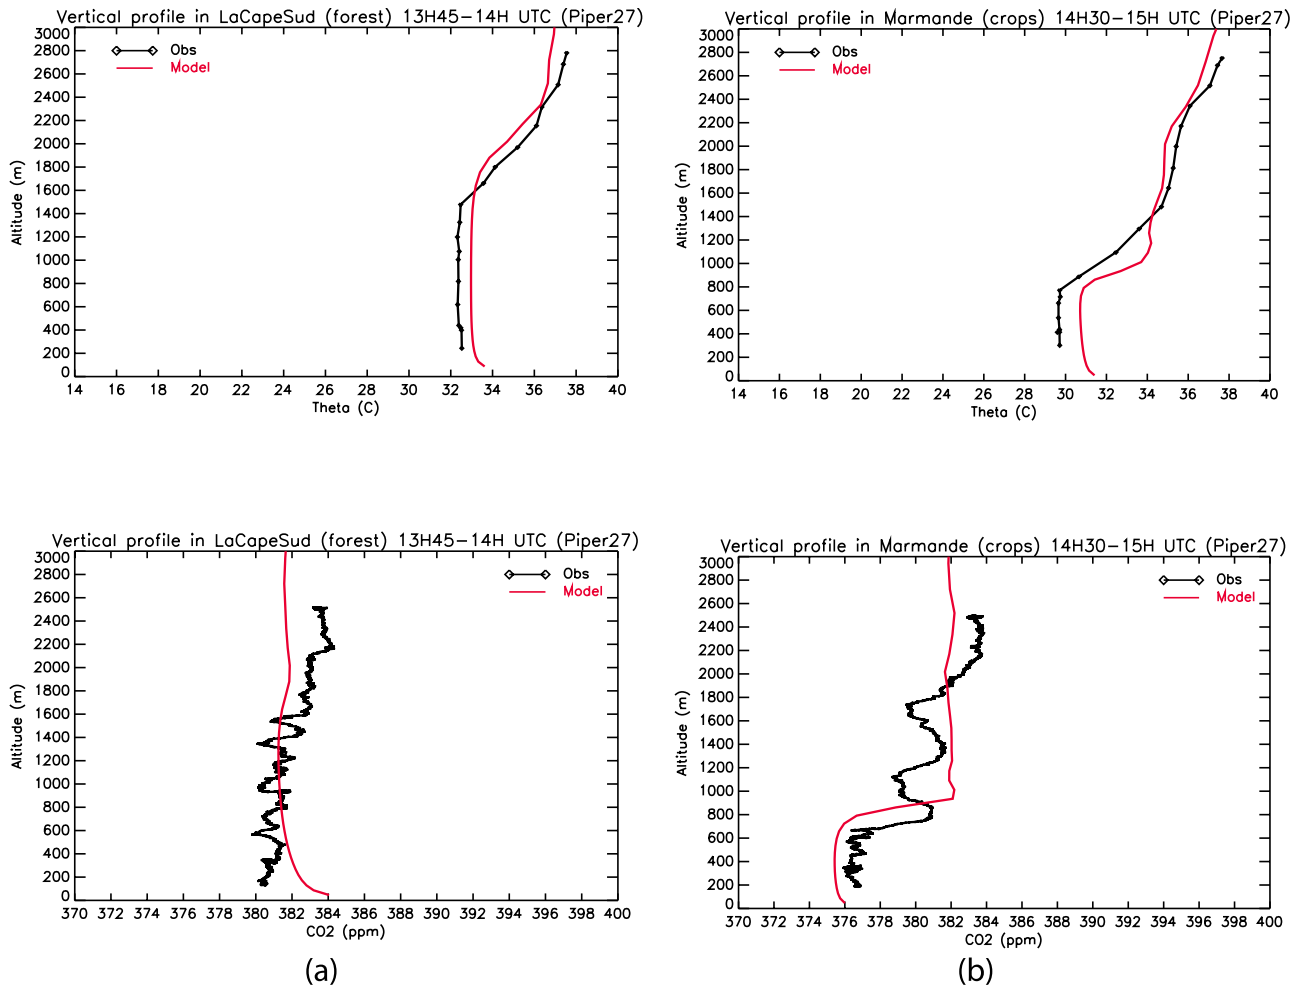 Vertical profile in LaCapeSud (forest) 13H45-14H UTC (Piper27)
3000
2800
2600
2400
2200
2000
1800
1600
1400
1200
1000
800
600
400
200
0
Altitude (m)
Obs
Model
14 16 18 20 22 24 26 28 30 32 34 36 38 40
Theta (C)
Vertical profile in Marmande (crops) 14H30-15H UTC (Piper27)
3000
2800
2600
2400
2200
2000
1800
1600
1400
1200
1000
800
600
400
200
0
Altitude (m)
Obs
Model
14 16 18 20 22 24 26 28 30 32 34 36 38 40
Theta (C)
Vertical profile in LaCapeSud (forest) 13H45-14H UTC (Piper27)
3000
2800
2600
2400
2200
2000
1800
1600
1400
1200
1000
800
600
400
200
0
Altitude (m)
Obs
Model
370 372 374 376 378 380 382 384 386 388 390 392 394 396 398 400
CO2 (ppm)
(a)
Vertical profile in Marmande (crops) 14H30-15H UTC (Piper27)
3000
2800
2600
2400
2200
2000
1800
1600
1400
1200
1000
800
600
400
200
0
Altitude (m)
Obs
Model
370 372 374 376 378 380 382 384 386 388 390 392 394 396 398 400
CO2 (ppm)
(b)